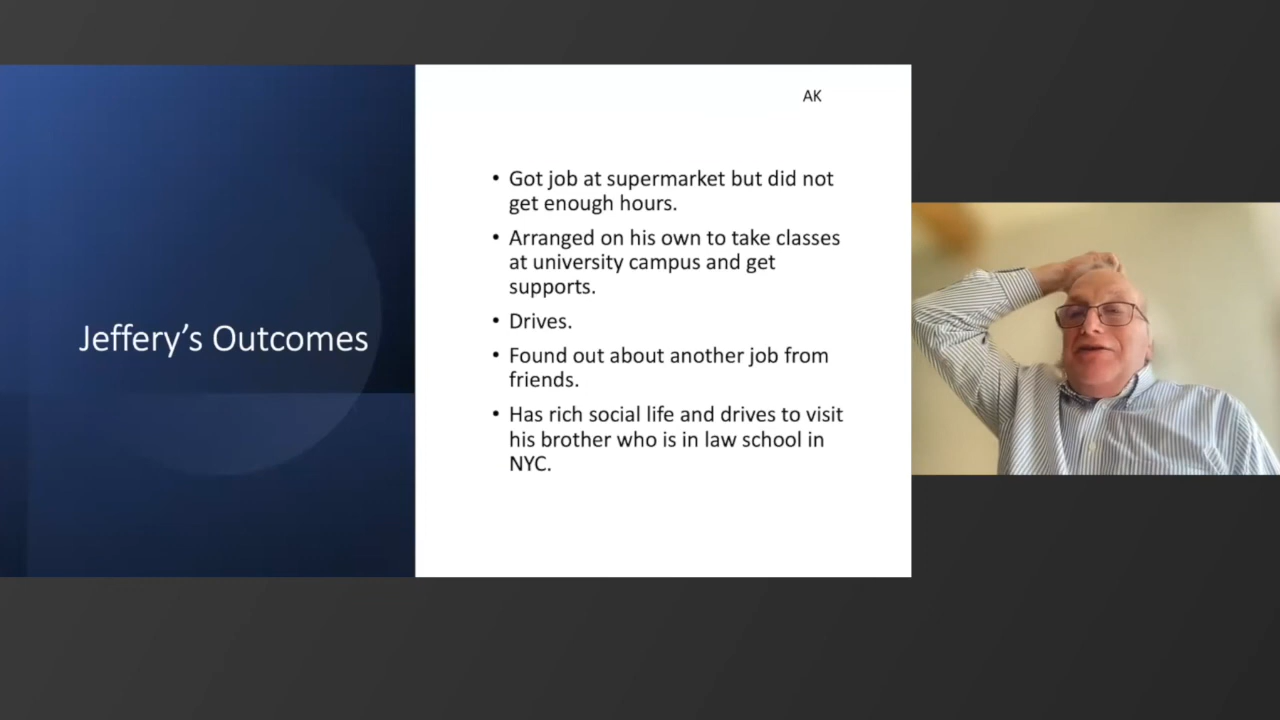 AK
Jeffery’s Outcomes
• Got job at supermarket but did not
get enough hours.
• Arranged on his own to take classes
at university campus and get
supports.
• Drives.
• Found out about another job from
friends.
• Has rich social life and drives to visit
his brother who is in law school in
NYC.